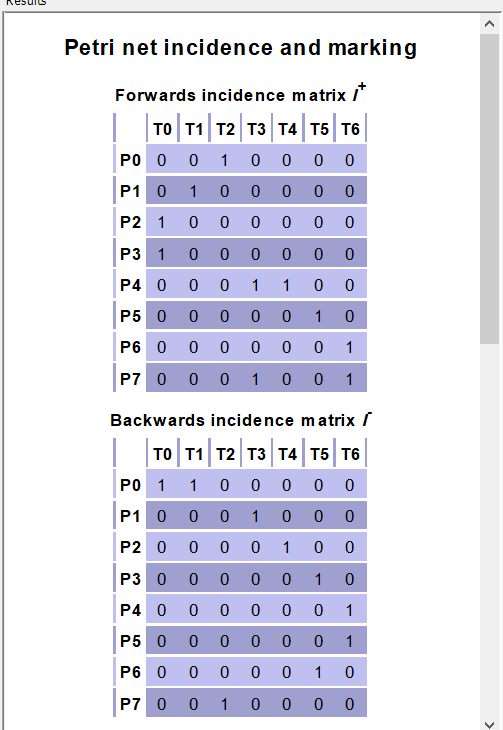 Results
Petri net incidence and marking
Forwards incidence matrix I+
T0 T1 T2 T3 T4 T5 T6
P0 0 0 1 0 0 0 0
P1 0 1 0 0 0 0 0
P2 1 0 0 0 0 0 0
P3 1 0 0 0 0 0 0
P4 0 0 0 1 1 0 0
P5 0 0 0 0 0 1 0
P6 0 0 0 0 0 0 1
P7 0 0 0 1 0 0 1
Backwards incidence matrix I-
T0 T1 T2 T3 T4 T5 T6
P0 1 1 0 0 0 0 0
P1 0 0 0 1 0 0 0
P2 0 0 0 0 1 0 0
P3 0 0 0 0 0 1 0
P4 0 0 0 0 0 0 1
P5 0 0 0 0 0 0 1
P6 0 0 0 0 0 1 0
P7 0 0 1 0 0 0 0